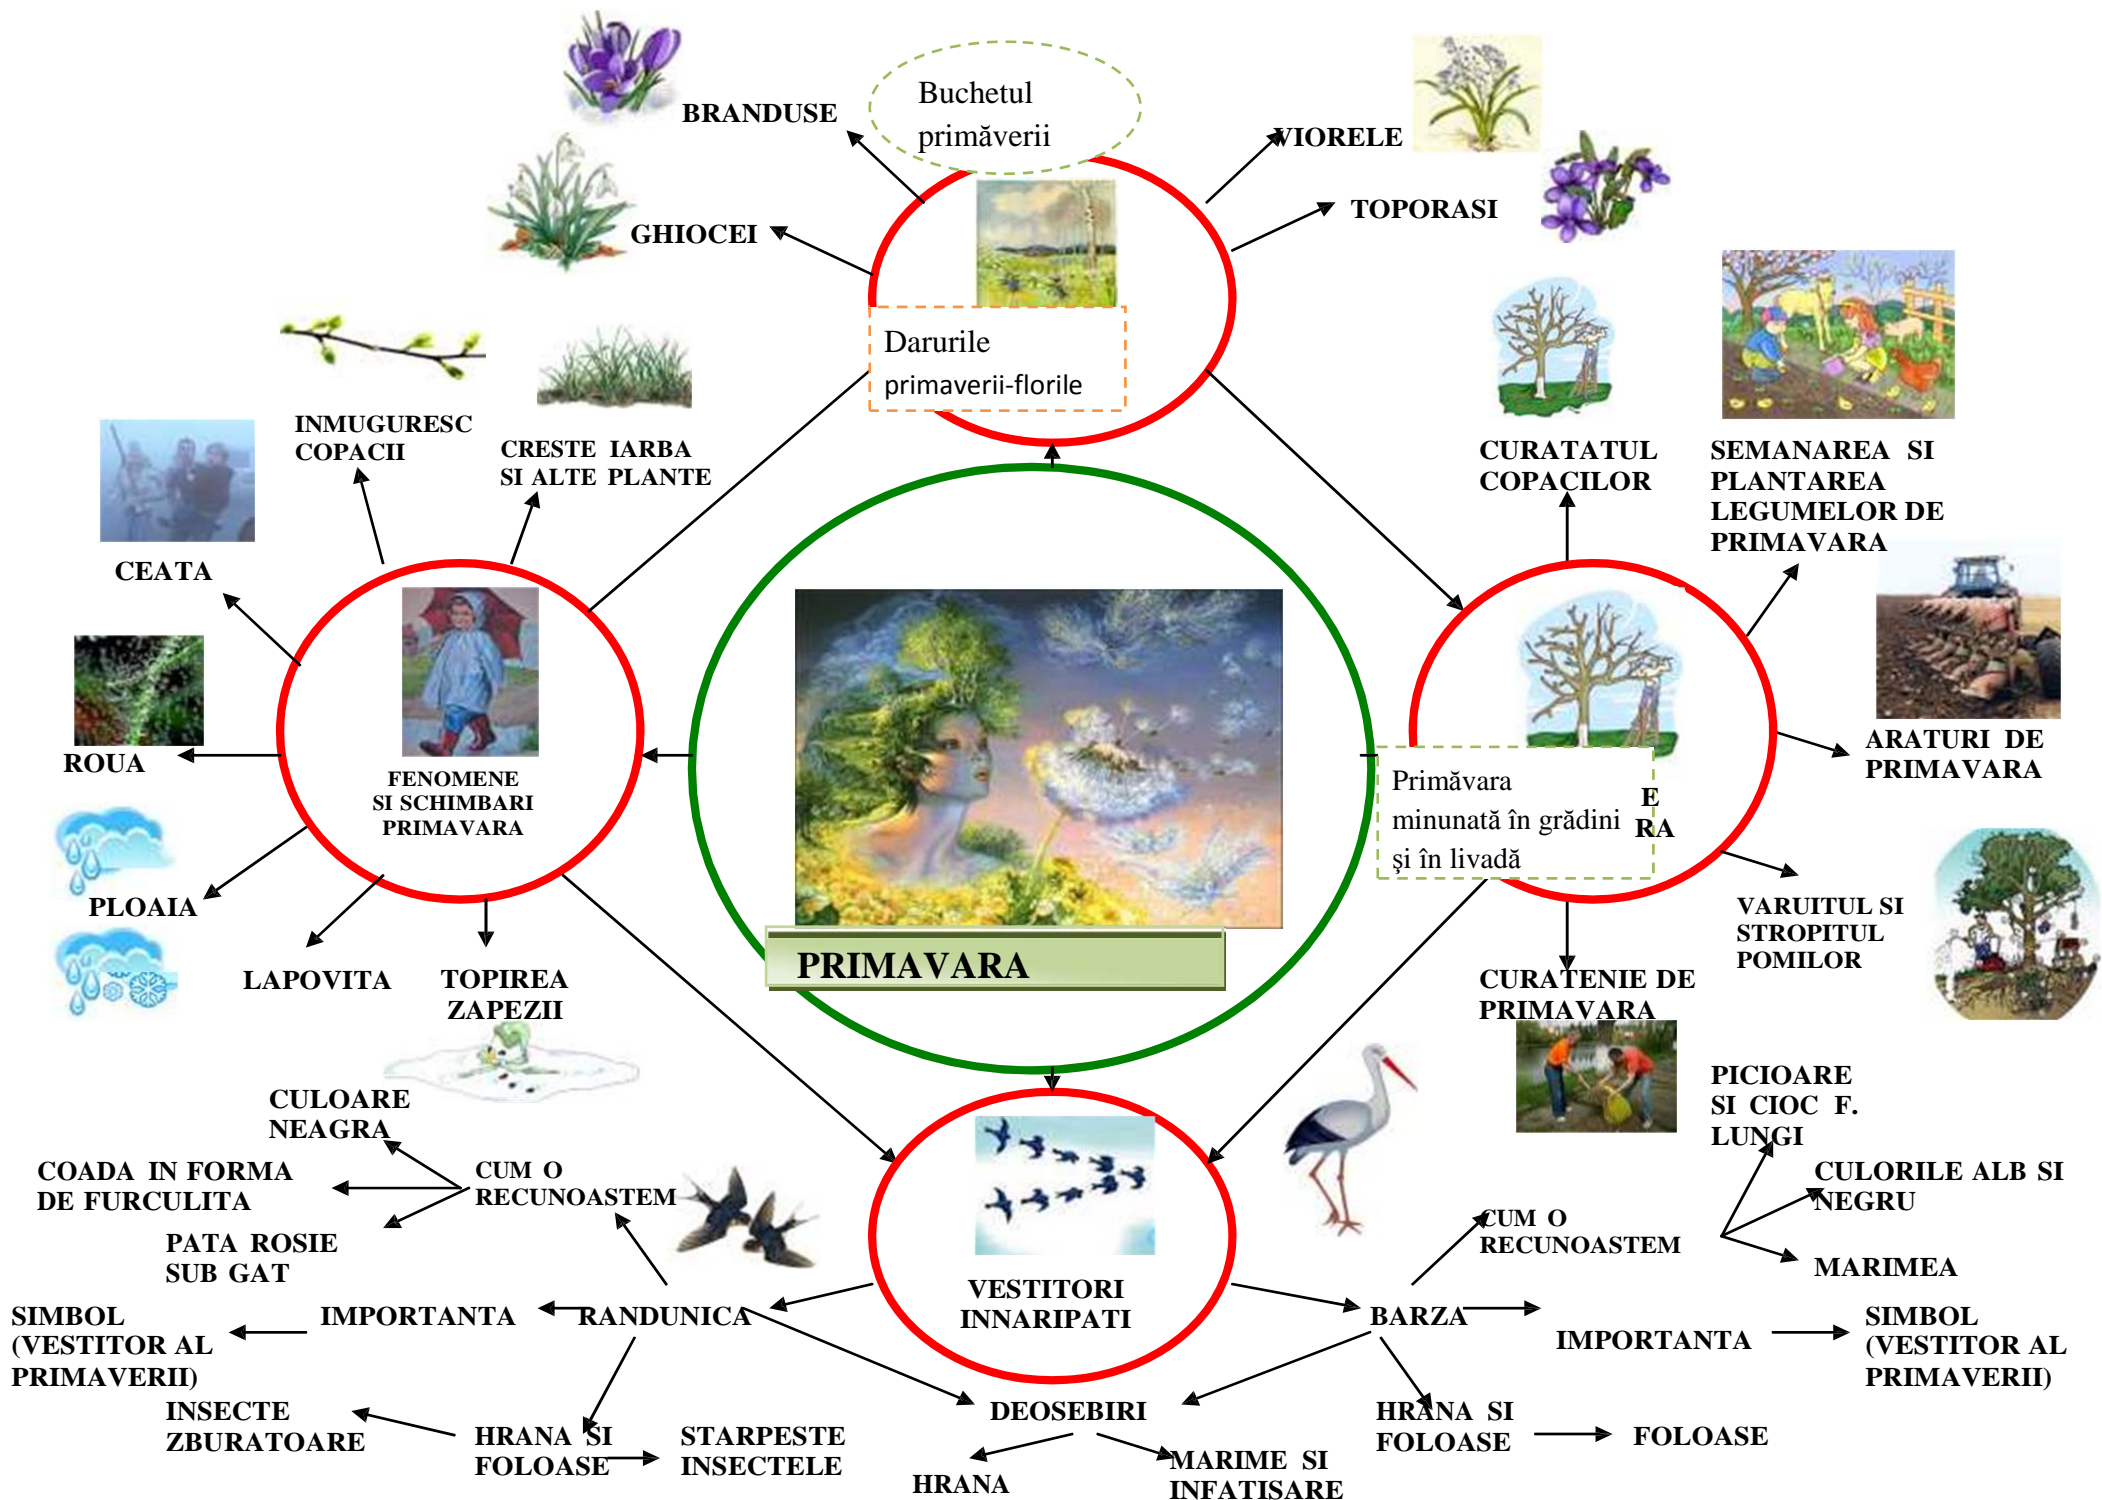 Buchetul
primăverii
BRANDUSE
VIORELE
TOPORASI
GHIOCEI
Darurile
primaverii-florile
INMUGURESC
COPACII
CRESTE IARBA
SI ALTE PLANTE
CURATATUL
COPACILOR
SEMANAREA SI
PLANTAREA
LEGUMELOR DE
PRIMAVARA
CEATA
ROUA
FENOMENE
SI SCHIMBARI
PRIMAVARA
ARATURI DE
PRIMAVARA
Primăvara
minunată în grădini
şi în livadă
E
RA
PLOAIA
LAPOVITA
TOPIREA
ZAPEZII
PRIMAVARA
VARUITUL SI
STROPITUL
POMILOR
CURATENIE DE
PRIMAVARA
CULOARE
NEAGRA
COADA IN FORMA
DE FURCULITA
CUM O
RECUNOASTEM
PATA ROSIE
SUB GAT
PICIOARE
SI CIOC F.
LUNGI
CULORILE ALB SI
NEGRU
CUM O
RECUNOASTEM
MARIMEA
VESTITORI
INNARIPATI
SIMBOL
(VESTITOR AL
PRIMAVERII)
IMPORTANTA
RANDUNICA
BARZA
IMPORTANTA
SIMBOL
(VESTITOR AL
PRIMAVERII)
INSECTE
ZBURATOARE
HRANA SI
FOLOASE
STARPESTE
INSECTELE
DEOSEBIRI
HRANA
MARIME SI
INFATISARE
HRANA SI
FOLOASE
FOLOASE